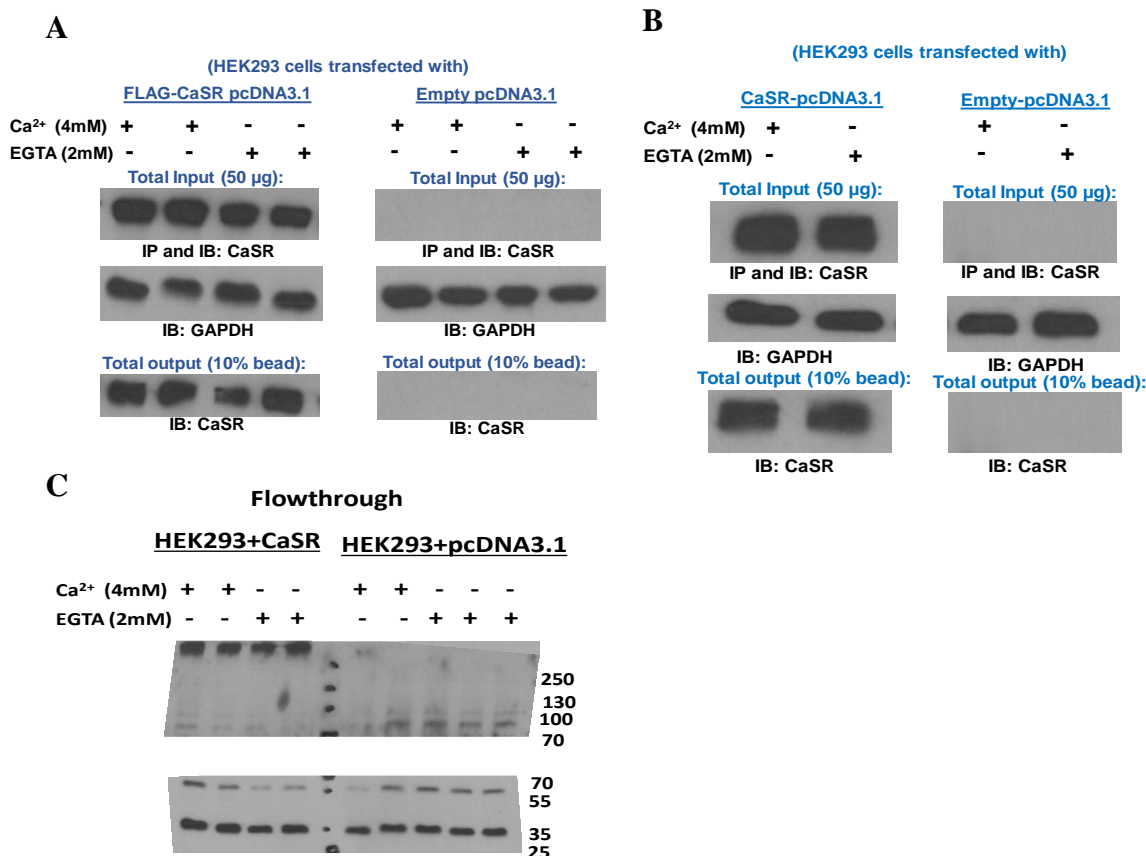 A
(HEK293 cells transfected with)
FLAG-CaSR pcDNA3.1 Empty pcDNA3.1
Ca²⁺ (4mM) + + - - + + - -
EGTA (2mM) - - + + - - + +
Total Input (50 µg): Total Input (50 µg):
IP and IB: CaSR IP and IB: CaSR
IB: GAPDH IB: GAPDH
Total output (10% bead): Total output (10% bead):
IB: CaSR IB: CaSR
B
(HEK293 cells transfected with)
CaSR-pcDNA3.1 Empty-pcDNA3.1
Ca²⁺ (4mM) + - + -
EGTA (2mM) - + - +
Total Input (50 µg): Total Input (50 µg):
IP and IB: CaSR IP and IB: CaSR
IB: GAPDH IB: GAPDH
Total output (10% bead): Total output (10% bead):
IB: CaSR IB: CaSR
C
Flowthrough
HEK293+CaSR HEK293+pcDNA3.1
Ca²⁺ (4mM) + + - - + + - - -
EGTA (2mM) - - + + - - + + +
250
130
100
70
70
55
35
25